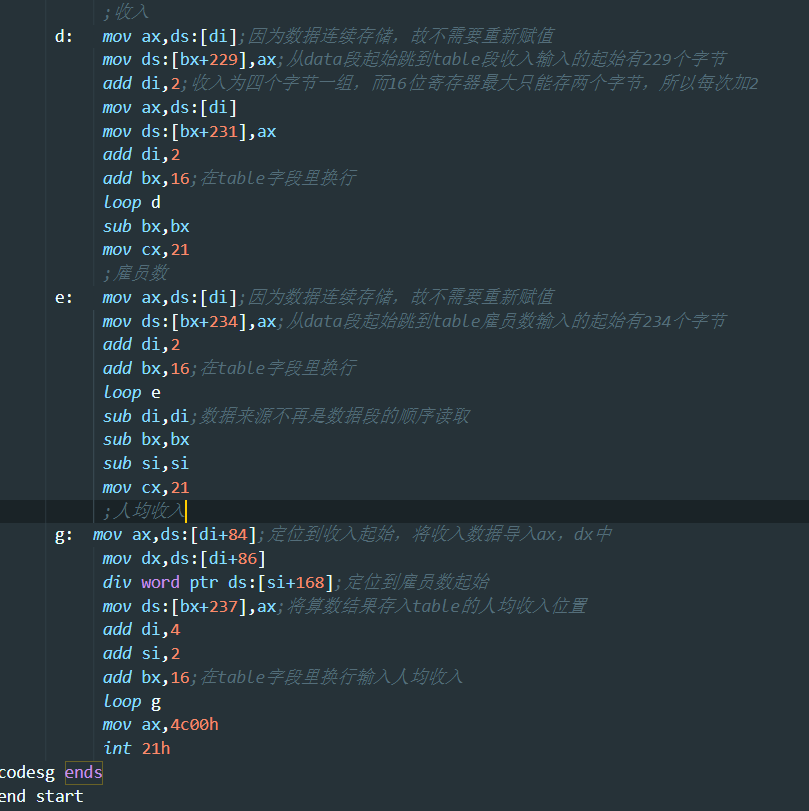 ;收入
d: mov ax,ds:[di];因为数据连续存储，故不需要重新赋值
mov ds:[bx+229],ax;从data段起始跳到table段收入输入的起始有229个字节
add di,2;收入为四个字节一组，而16位寄存器最大只能存两个字节，所以每次加2
mov ax,ds:[di]
mov ds:[bx+231],ax
add di,2
add bx,16;在table字段里换行
loop d
sub bx,bx
mov cx,21
;雇员数
e: mov ax,ds:[di];因为数据连续存储，故不需要重新赋值
mov ds:[bx+234],ax;从data段起始跳到table雇员数输入的起始有234个字节
add di,2
add bx,16;在table字段里换行
loop e
sub di,di;数据来源不再是数据段的顺序读取
sub bx,bx
sub si,si
mov cx,21
;人均收入
g: mov ax,ds:[di+84];定位到收入起始，将收入数据导入ax，dx中
mov dx,ds:[di+86]
div word ptr ds:[si+168];定位到雇员数起始
mov ds:[bx+237],ax;将算数结果存入table的人均收入位置
add di,4
add si,2
add bx,16;在table字段里换行输入人均收入
loop g
mov ax,4c00h
int 21h
codesg ends
end start